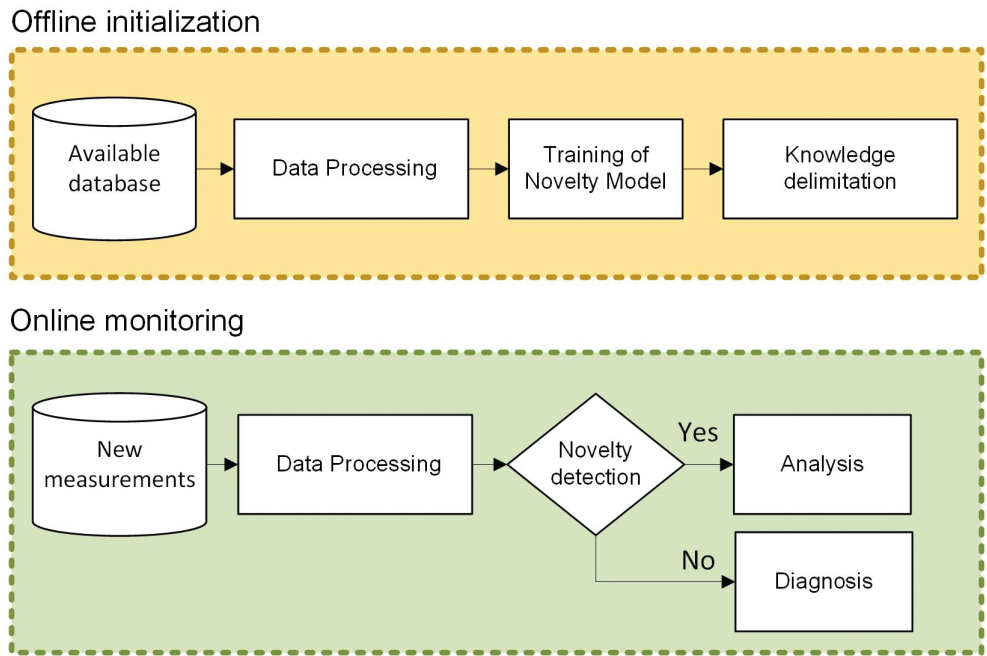 Offline initialization
Available
database
Data Processing
Training of
Novelty Model
Knowledge
delimitation
Online monitoring
New
measurements
Data Processing
Novelty
detection
Yes
Analysis
No
Diagnosis